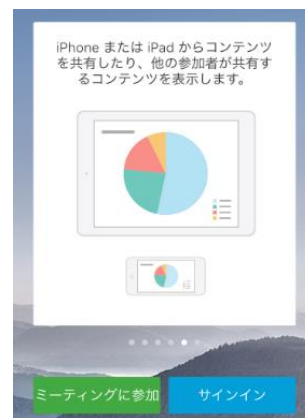 iPhone または iPad からコンテンツ
を共有したり、他の参加者が共有す
るコンテンツを表示します。
ミーティングに参加
サインイン